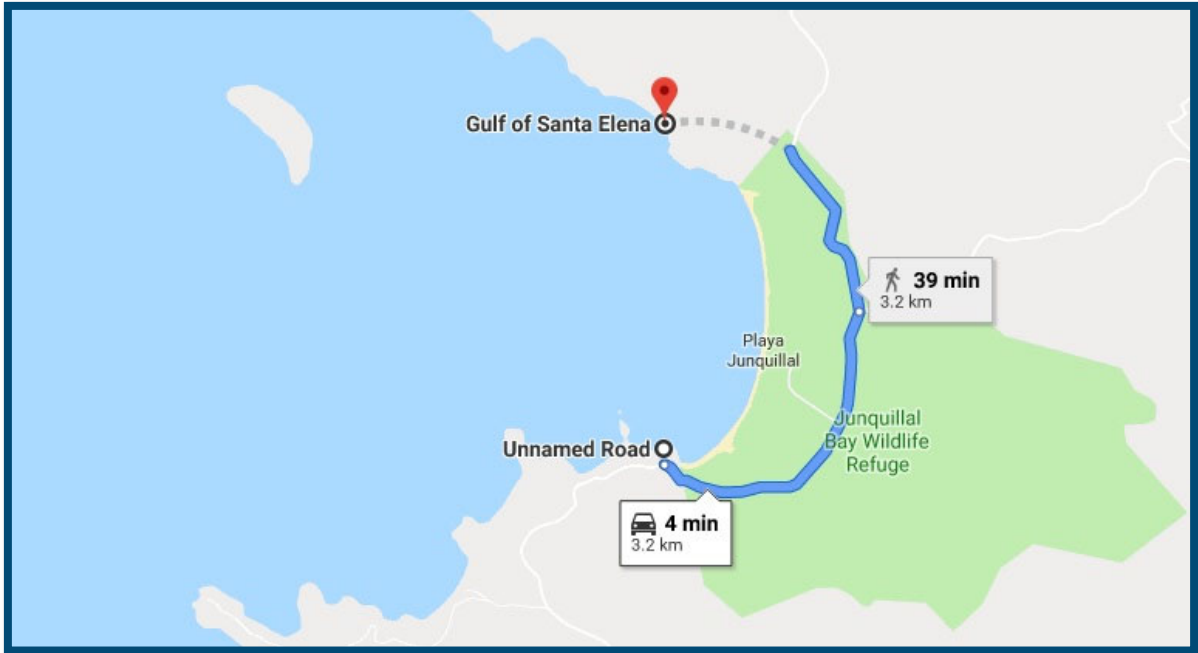 Gulf of Santa Elena
39 min
3.2 km
Playa
Junquillal
Junquillal
Bay Wildlife
Refuge
Unnamed Road
4 min
3.2 km